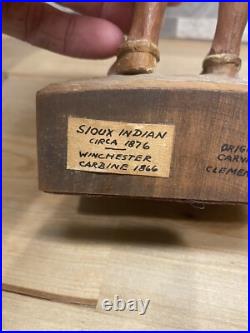 SIOUX INDIAN
CIRCA 1876
WINCHESTER
CARBINE 1866
ORIG
CARV
CLEMEN